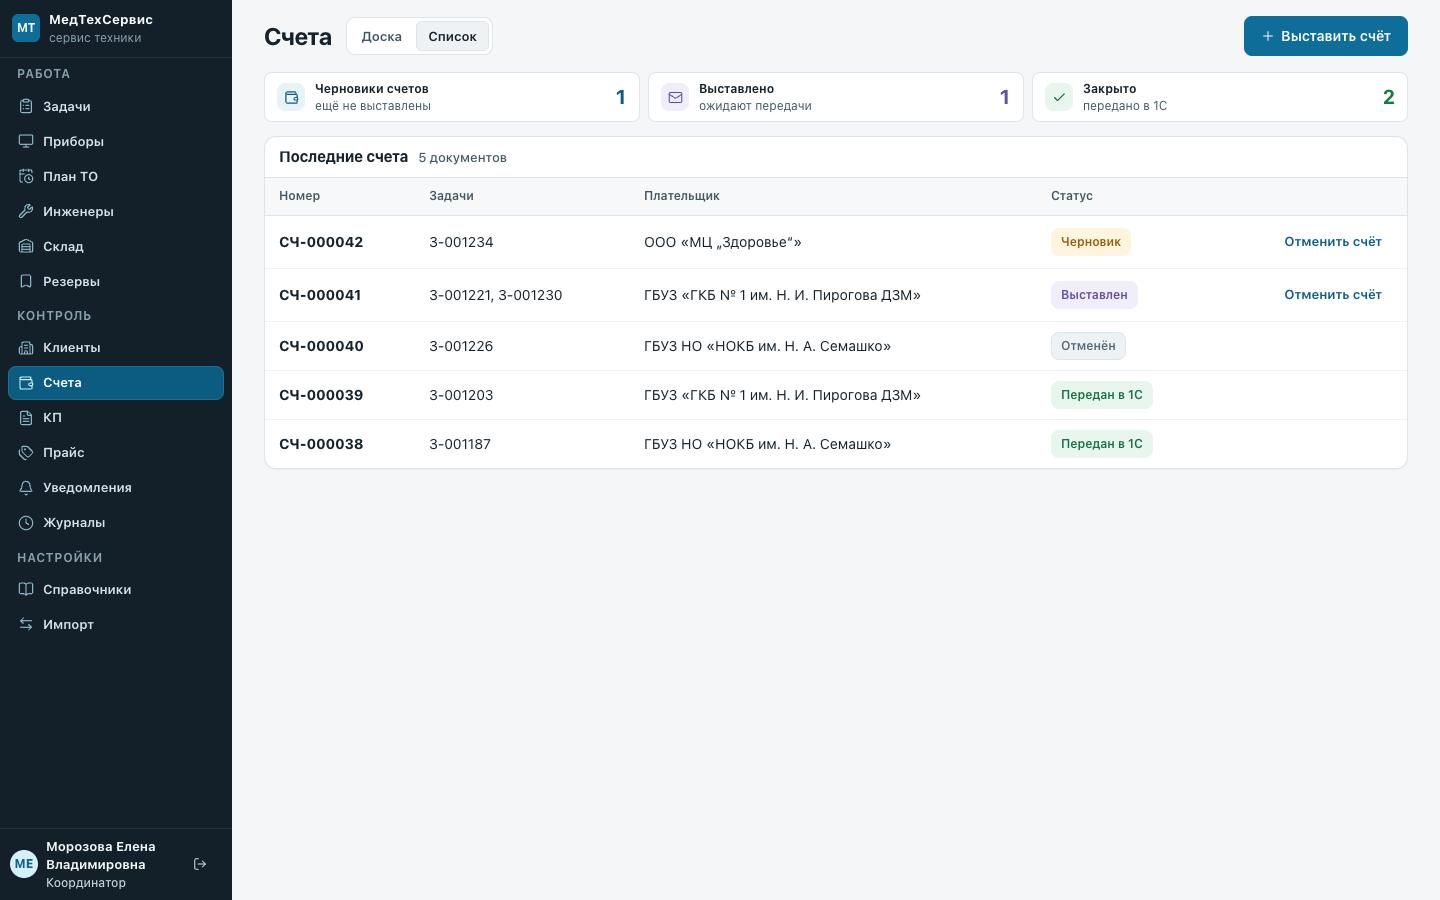 МТ
МедТехСервис
сервис техники
РАБОТА
Задачи
Приборы
План ТО
Инженеры
Склад
Резервы
КОНТРОЛЬ
Клиенты
Счета
КП
Прайс
Уведомления
Журналы
НАСТРОЙКИ
Справочники
Импорт
МЕ
Морозова Елена
Владимировна
Координатор
Счета
Доска
Список
Выставить счёт
Черновики счетов
ещё не выставлены
1
Выставлено
ожидают передачи
1
Закрыто
передано в 1С
2
Последние счета 5 документов
Номер Задачи Плательщик Статус
СЧ-000042 З-001234 ООО «МЦ „Здоровье“» Черновик Отменить счёт
СЧ-000041 З-001221, З-001230 ГБУЗ «ГКБ № 1 им. Н. И. Пирогова ДЗМ» Выставлен Отменить счёт
СЧ-000040 З-001226 ГБУЗ НО «НОКБ им. Н. А. Семашко» Отменён
СЧ-000039 З-001203 ГБУЗ «ГКБ № 1 им. Н. И. Пирогова ДЗМ» Передан в 1С
СЧ-000038 З-001187 ГБУЗ НО «НОКБ им. Н. А. Семашко» Передан в 1С